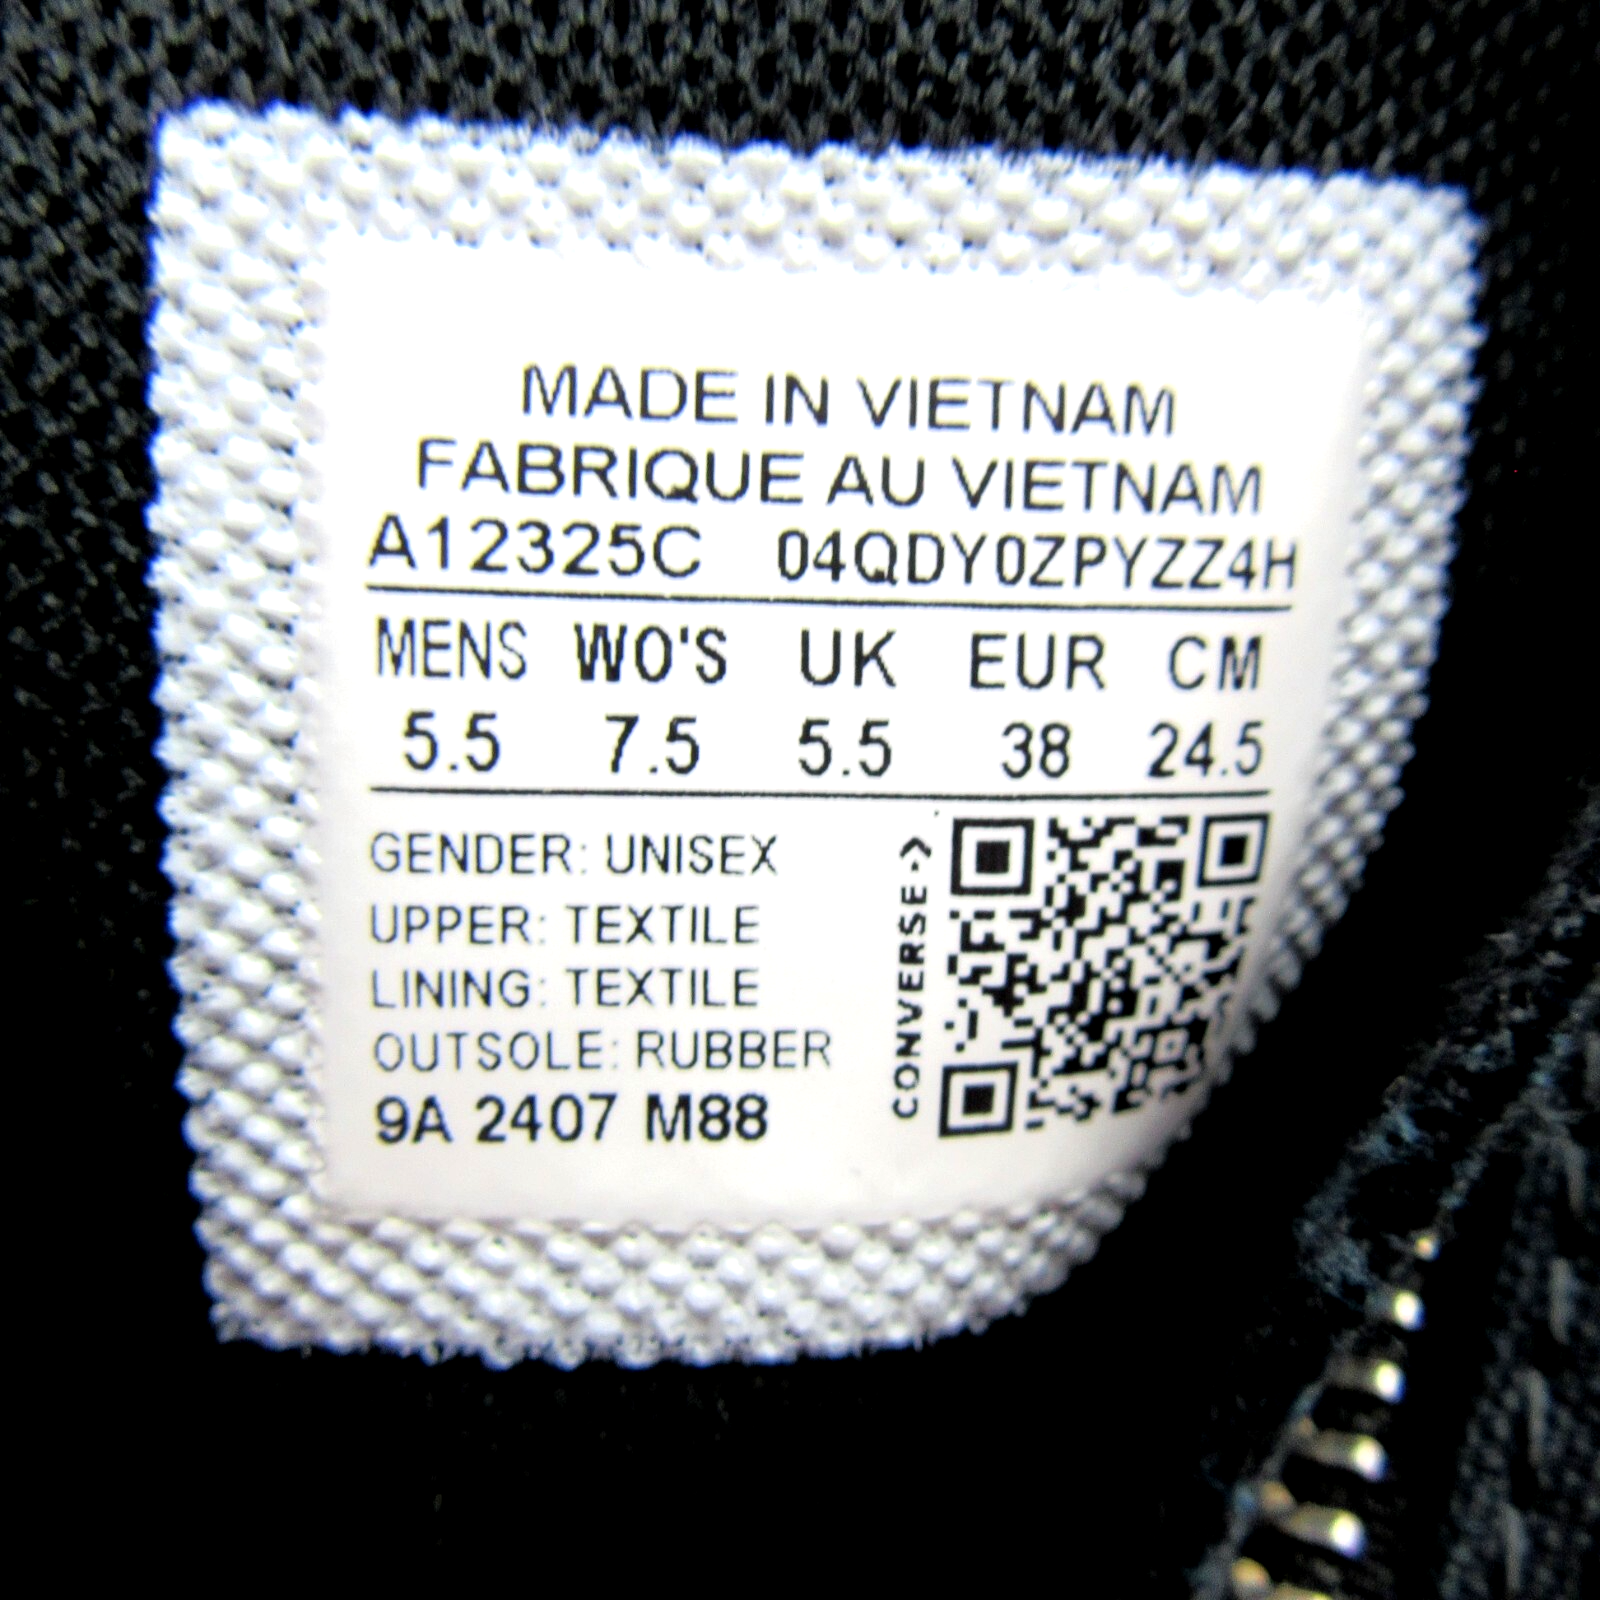 MADE IN VIETNAM
FABRIQUE AU VIETNAM
A12325C 04QDY0ZPYZZ4H
MENS WO'S UK EUR CM
5.5 7.5 5.5 38 24.5
GENDER: UNISEX
UPPER: TEXTILE
LINING: TEXTILE
OUTSOLE: RUBBER
9A 2407 M88
CONVERSE